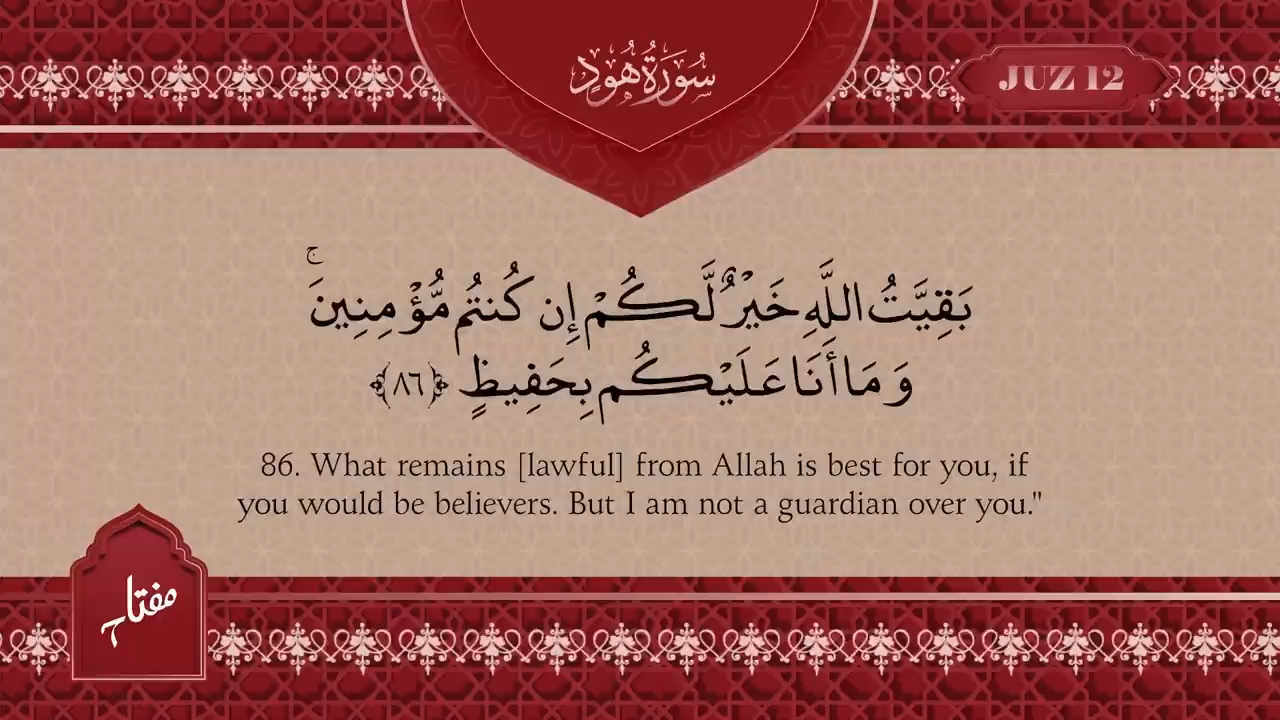 سُورَةُ هُودٍ
JUZ 12
بَقِيَّتُ اللَّهِ خَيْرٌ لَّكُمْ إِن كُنتُم مُّؤْمِنِينَ ۚ
وَمَا أَنَا عَلَيْكُم بِحَفِيظٍ ﴿٨٦﴾
86. What remains [lawful] from Allah is best for you, if
you would be believers. But I am not a guardian over you."
مفتاح